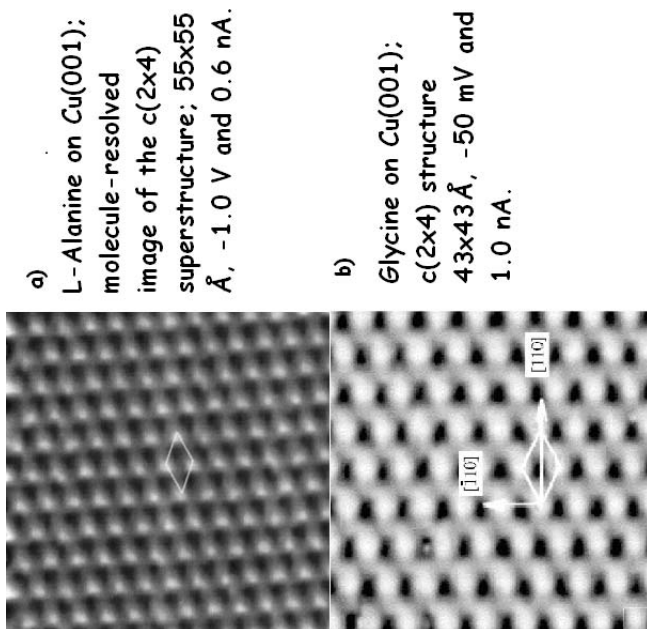 a)
L-Alanine on Cu(001);
molecule-resolved
image of the c(2x4)
superstructure; 55x55
Å, -1.0 V and 0.6 nA.
b)
Glycine on Cu(001);
c(2x4) structure
43x43Å, -50 mV and
1.0 nA.
[1̄10]
[110]